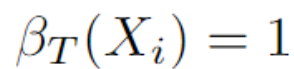 β_T(X_i) = 1